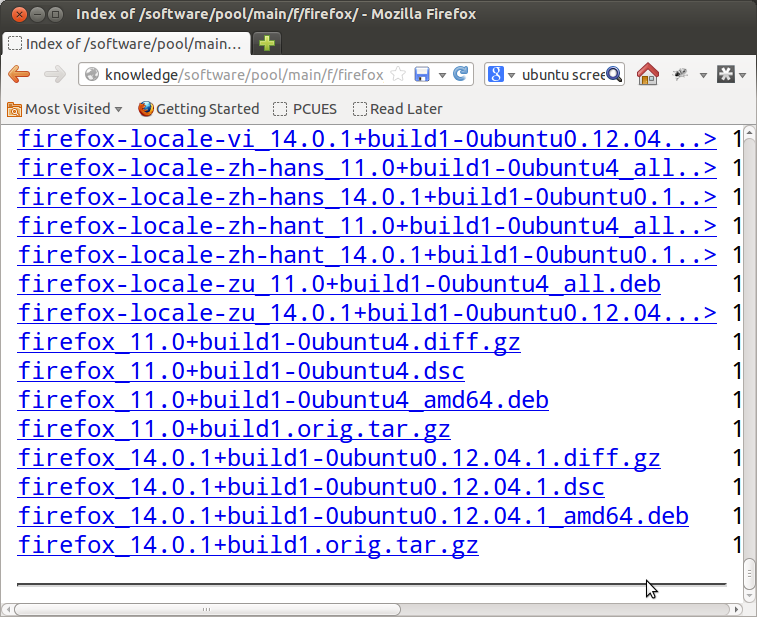 Index of /software/pool/main/f/firefox/ - Mozilla Firefox
Index of /software/pool/main...
knowledge/software/pool/main/f/firefox
ubuntu scree
Most Visited Getting Started PCUES Read Later
firefox-locale-vi_14.0.1+build1-0ubuntu0.12.04...> 1
firefox-locale-zh-hans_11.0+build1-0ubuntu4_all..> 1
firefox-locale-zh-hans_14.0.1+build1-0ubuntu0.1..> 1
firefox-locale-zh-hant_11.0+build1-0ubuntu4_all..> 1
firefox-locale-zh-hant_14.0.1+build1-0ubuntu0.1..> 1
firefox-locale-zu_11.0+build1-0ubuntu4_all.deb 1
firefox-locale-zu_14.0.1+build1-0ubuntu0.12.04...> 1
firefox_11.0+build1-0ubuntu4.diff.gz 1
firefox_11.0+build1-0ubuntu4.dsc 1
firefox_11.0+build1-0ubuntu4_amd64.deb 1
firefox_11.0+build1.orig.tar.gz 1
firefox_14.0.1+build1-0ubuntu0.12.04.1.diff.gz 1
firefox_14.0.1+build1-0ubuntu0.12.04.1.dsc 1
firefox_14.0.1+build1-0ubuntu0.12.04.1_amd64.deb 1
firefox_14.0.1+build1.orig.tar.gz 1